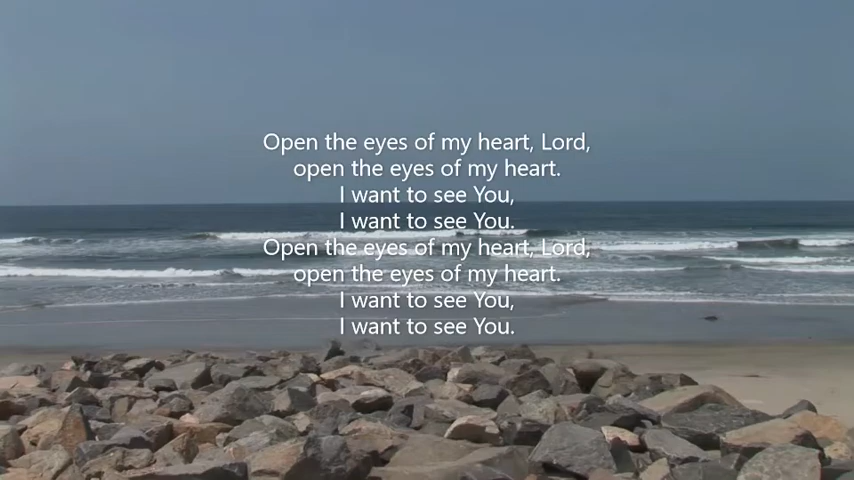 Open the eyes of my heart, Lord,
open the eyes of my heart.
I want to see You,
I want to see You.
Open the eyes of my heart, Lord,
open the eyes of my heart.
I want to see You,
I want to see You.